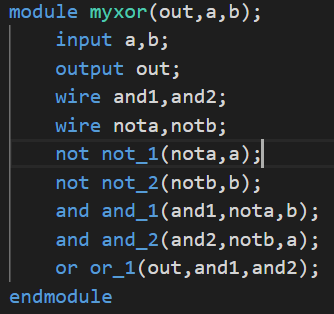 module myxor(out,a,b);
    input a,b;
    output out;
    wire and1,and2;
    wire nota,notb;
    not not_1(nota,a);
    not not_2(notb,b);
    and and_1(and1,nota,b);
    and and_2(and2,notb,a);
    or or_1(out,and1,and2);
endmodule